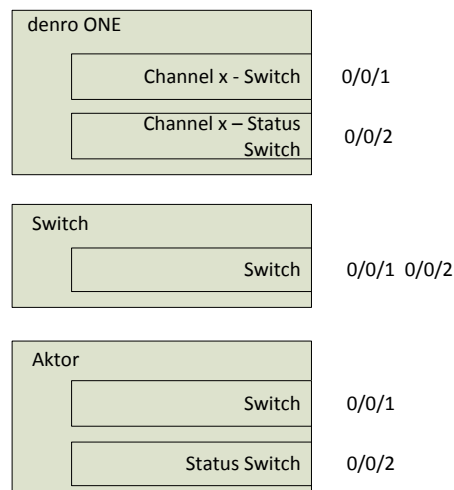 denro ONE
Channel x - Switch 0/0/1
Channel x – Status
Switch 0/0/2
Switch
Switch 0/0/1 0/0/2
Aktor
Switch 0/0/1
Status Switch 0/0/2